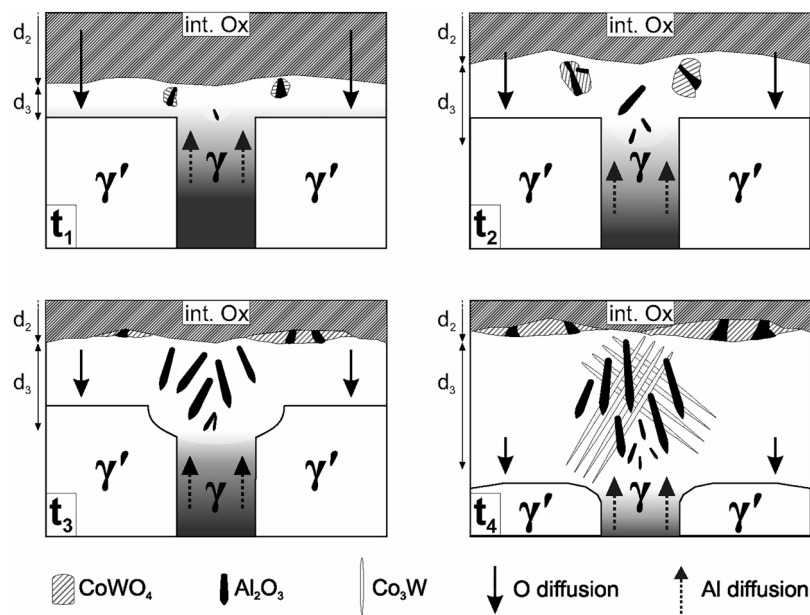 d₂
int. Ox
d₃
γ'
γ
γ'
t₁
d₂
int. Ox
d₃
γ'
γ
γ'
t₂
d₂
int. Ox
d₃
γ'
γ
γ'
t₃
d₂
int. Ox
d₃
γ'
γ
γ'
t₄
CoWO₄
Al₂O₃
Co₃W
O diffusion
Al diffusion